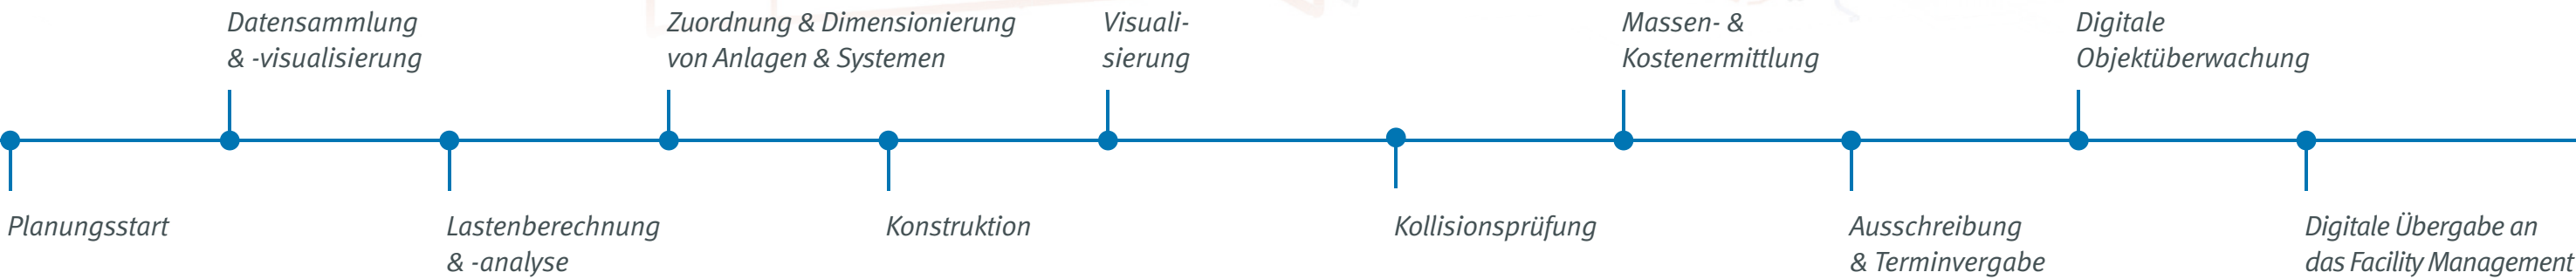 Planungsstart
Datensammlung
& -visualisierung
Lastenberechnung
& -analyse
Zuordnung & Dimensionierung
von Anlagen & Systemen
Konstruktion
Visuali-
sierung
Kollisionsprüfung
Massen- &
Kostenermittlung
Ausschreibung
& Terminvergabe
Digitale
Objektüberwachung
Digitale Übergabe an
das Facility Management